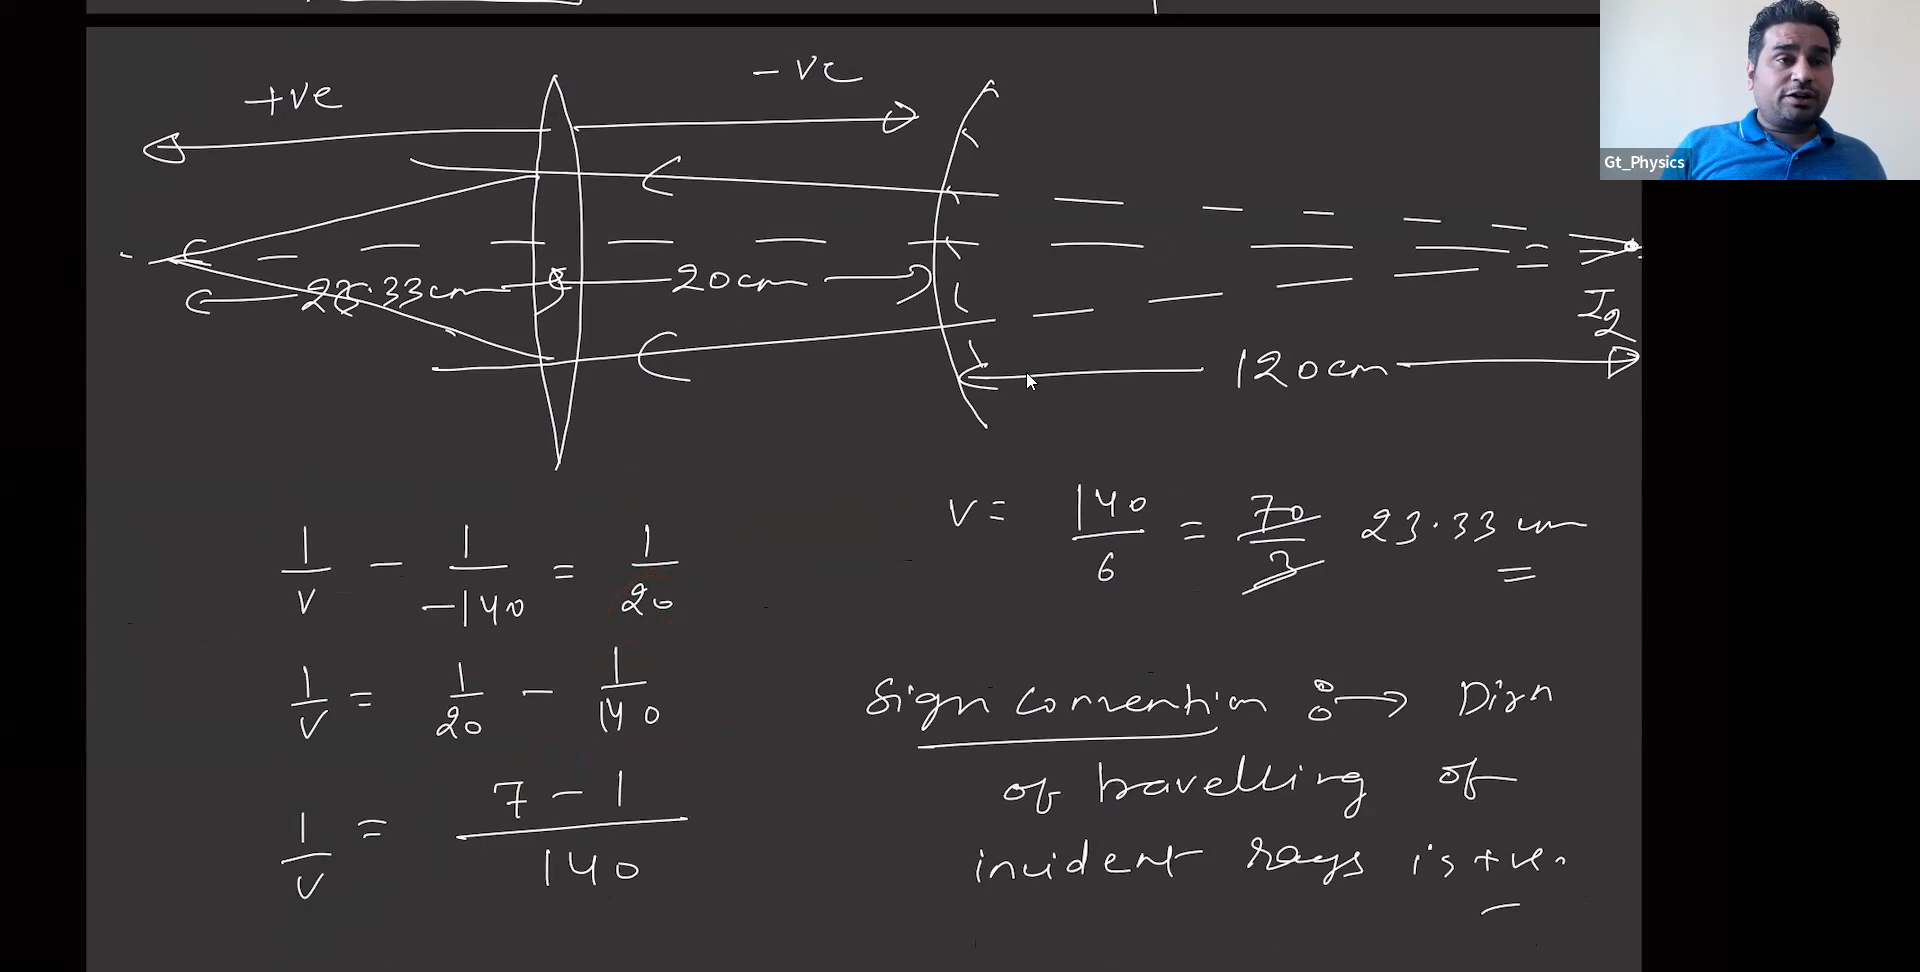 +ve
-ve
Gt_Physics
23.33cm
20cm
I2
120cm
1/v - 1/-140 = 1/20
v = 140/6 = 70/3 23.33 cm
1/v = 1/20 - 1/140
Sign convention :→ Dirn
of travelling of
1/v = 7-1/140
incident rays is +ve.